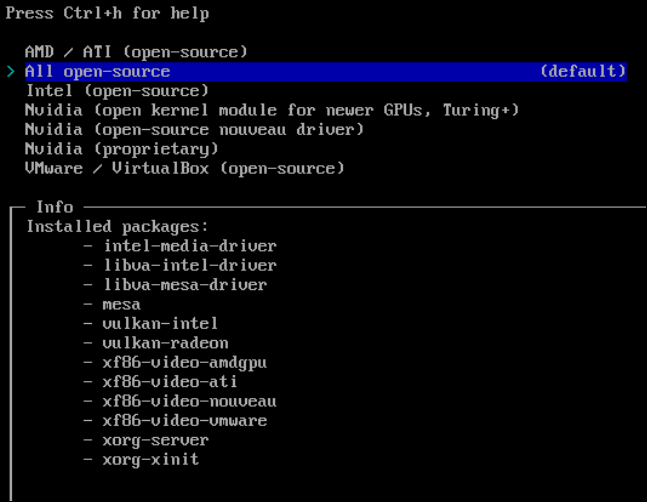 Press Ctrl+h for help
AMD / ATI (open-source)
> All open-source (default)
Intel (open-source)
Nvidia (open kernel module for newer GPUs, Turing+)
Nvidia (open-source nouveau driver)
Nvidia (proprietary)
VMware / VirtualBox (open-source)
Info
Installed packages:
- intel-media-driver
- libva-intel-driver
- libva-mesa-driver
- mesa
- vulkan-intel
- vulkan-radeon
- xf86-video-amdgpu
- xf86-video-ati
- xf86-video-nouveau
- xf86-video-vmware
- xorg-server
- xorg-xinit